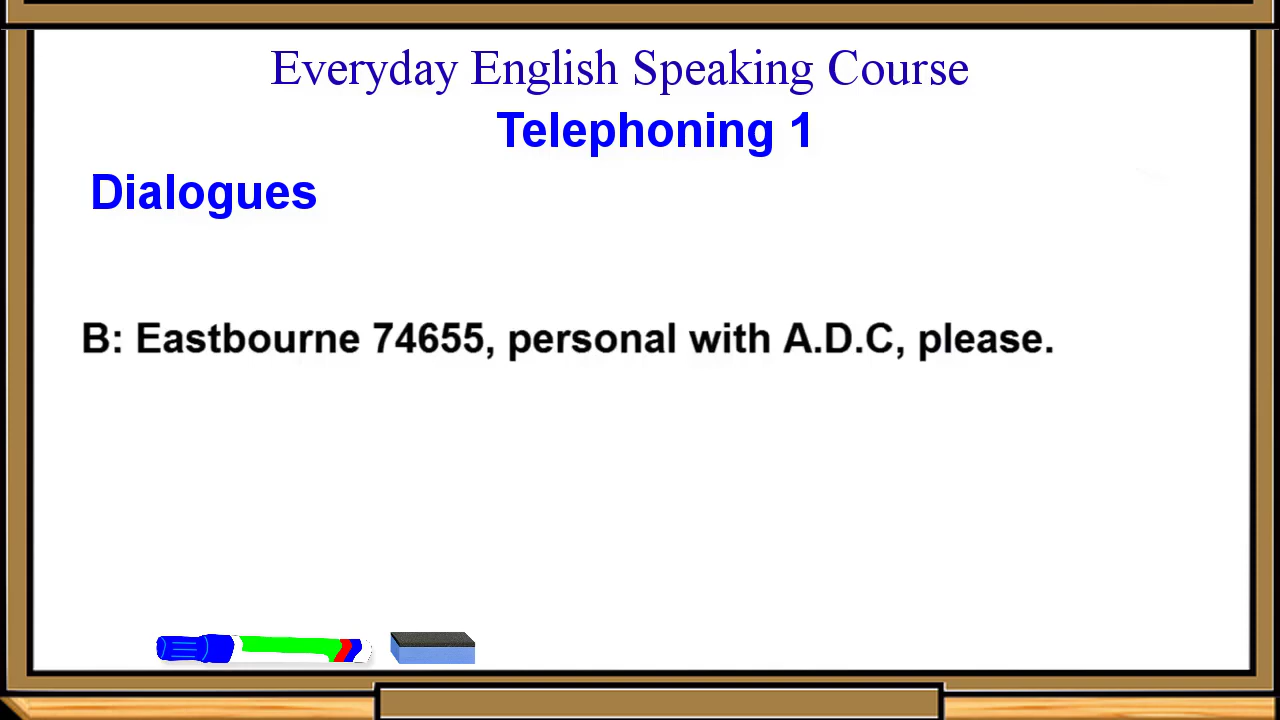 Everyday English Speaking Course
Telephoning 1
Dialogues
B: Eastbourne 74655, personal with A.D.C, please.